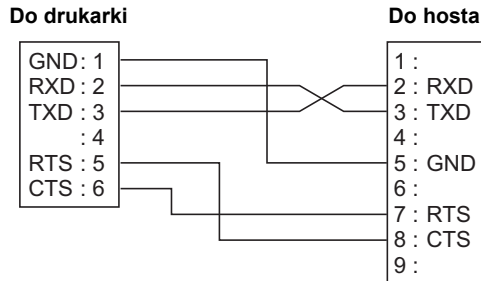 Do drukarki
Do hosta
GND: 1
RXD: 2
TXD: 3
: 4
RTS : 5
CTS : 6
1 :
2 : RXD
3 : TXD
4 :
5 : GND
6 :
7 : RTS
8 : CTS
9 :